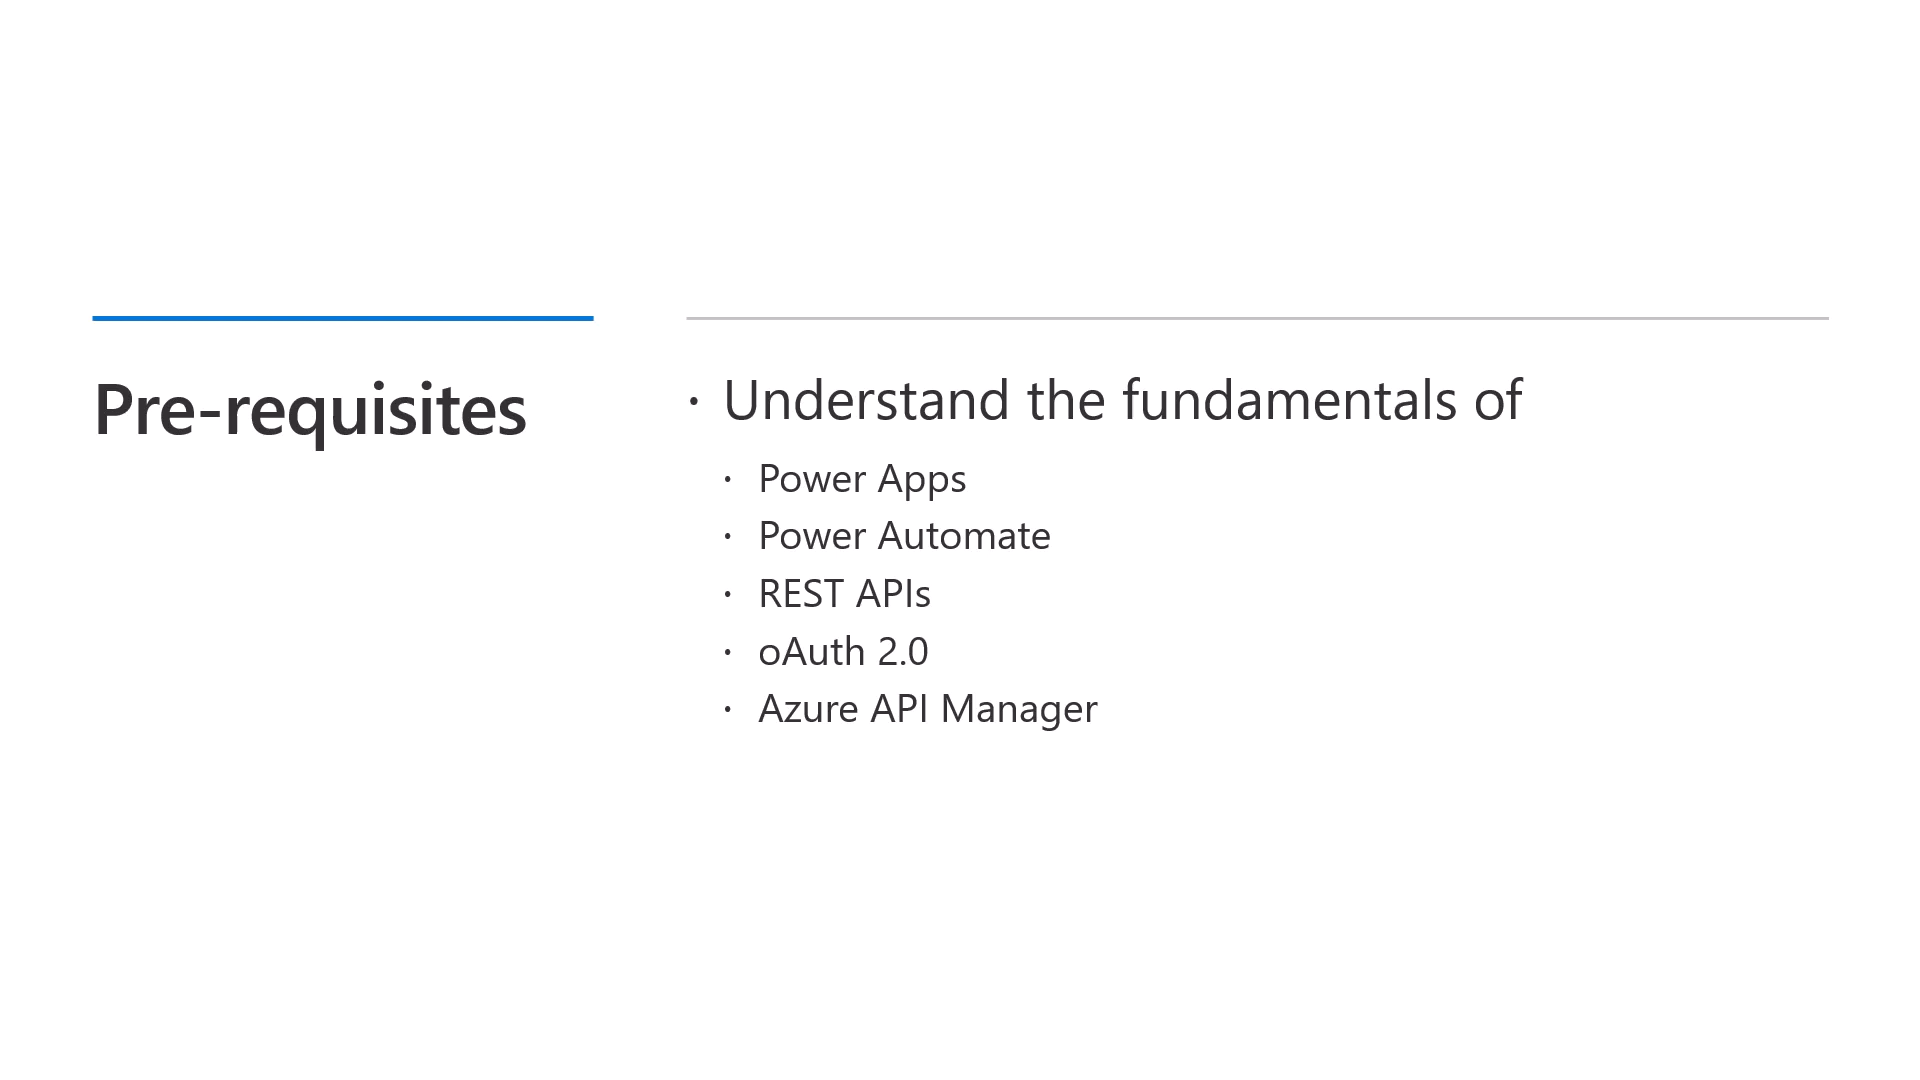 Pre-requisites
· Understand the fundamentals of
· Power Apps
· Power Automate
· REST APIs
· oAuth 2.0
· Azure API Manager